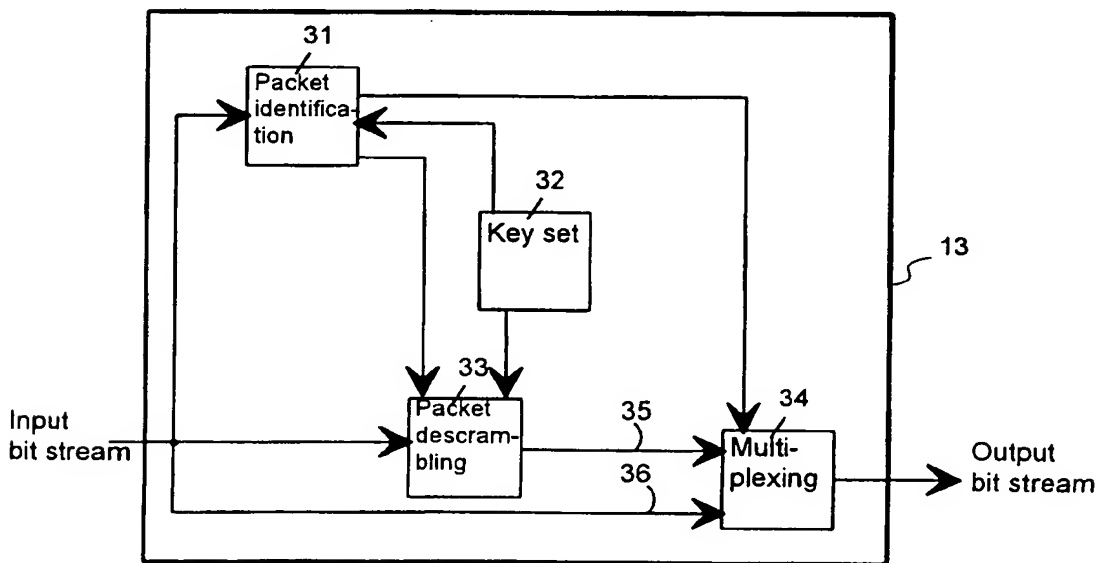 31
Packet
identifica-
tion
32
Key set
13
33
Packet
descram-
bling
35
34
Multi-
plexing
36
Input
bit stream
Output
bit stream